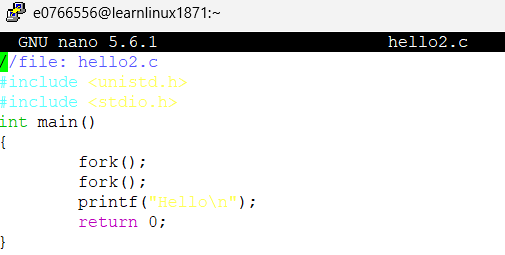 e0766556@learnlinux1871:~
GNU nano 5.6.1 hello2.c
//file: hello2.c
#include <unistd.h>
#include <stdio.h>
int main()
{
        fork();
        fork();
        printf("Hello\n");
        return 0;
}